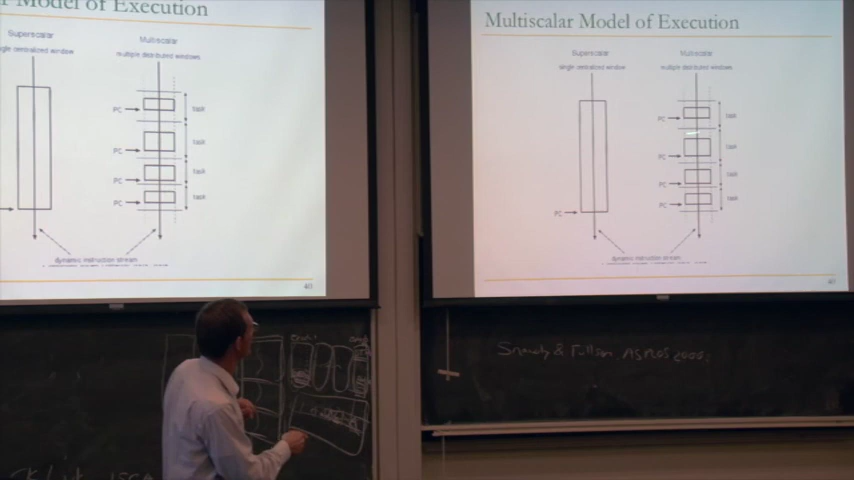 l Model of Execution
Superscalar
gle centralized window
Multiscalar
multiple distributed windows
PC
task
PC
task
PC
task
PC
task
dynamic instruction stream
40
Multiscalar Model of Execution
Superscalar
single centralized window
Multiscalar
multiple distributed windows
PC
task
PC
task
PC
task
PC
task
PC
dynamic instruction stream
40
ASPLOS 2000
ISCA